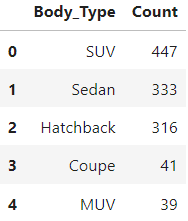 Body_Type Count
0 SUV 447
1 Sedan 333
2 Hatchback 316
3 Coupe 41
4 MUV 39